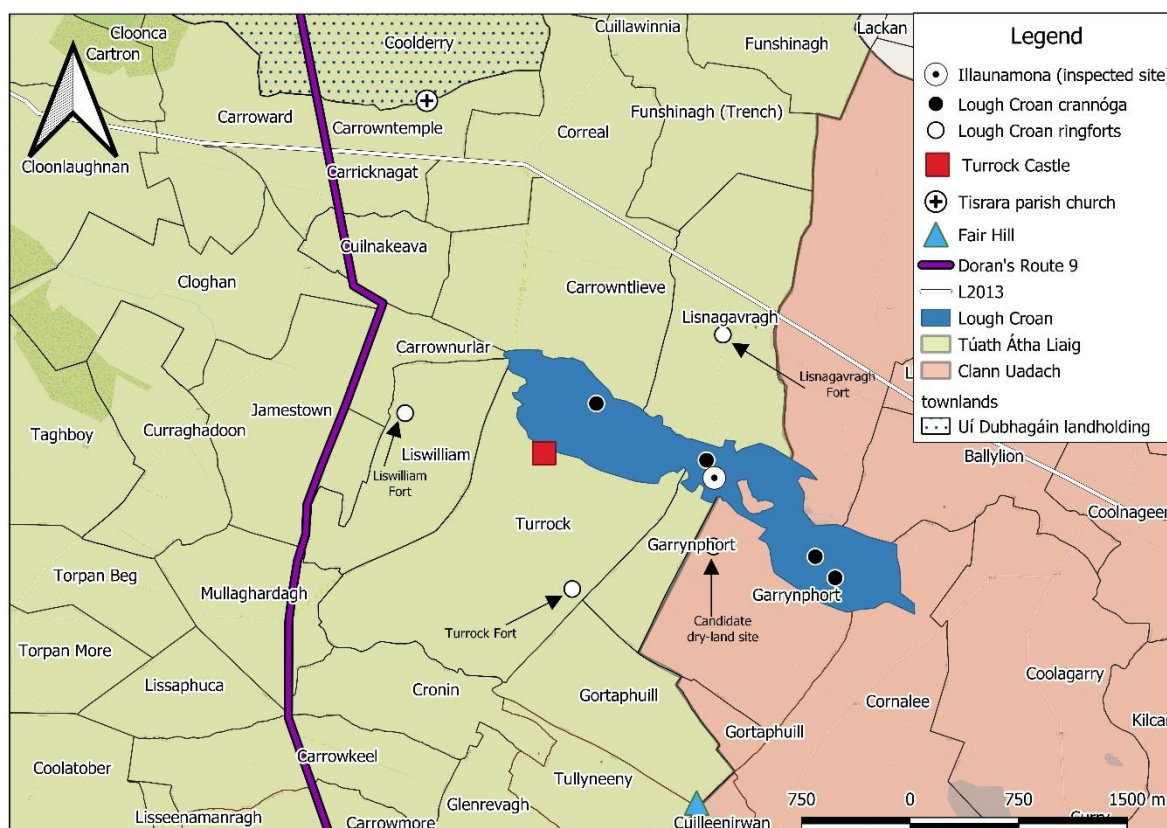 Cloonca
Cartron
Coolderry
Cuillawinnia
Funshinagh
Lackan
Carroward
Carrowntemple
Correal
Funshinagh (Trench)
Cloonlaughnan
Carricknagat
Cuilnakeava
Cloghan
Carrowntlieve
Lisnagavragh
Carrownurlar
Lisnagavragh
Fort
Jamestown
Taghboy
Curraghadoon
Liswilliam
Liswilliam
Fort
Ballylion
Turrock
Coolnageer
Garrynphort
Torpan Beg
Mullaghardagh
Garrynphort
Candidate
dry-land site
Turrock Fort
Torpan More
Lissaphuca
Cronin
Gortaphuill
Coolagarry
Cornalee
Gortaphuill
Kilcar
Carrowkeel
Coolatober
Tullyneeny
Glenrevagh
Lisseenamanragh
Carrowmore
Cuilleenirwan
Curry
Legend
Illaunamona (inspected site)
Lough Croan crannóga
Lough Croan ringforts
Turrock Castle
Tisrara parish church
Fair Hill
Doran's Route 9
L2013
Lough Croan
Túath Átha Liaig
Clann Uadach
townlands
Uí Dubhagáin landholding
750 0 750 1500 m